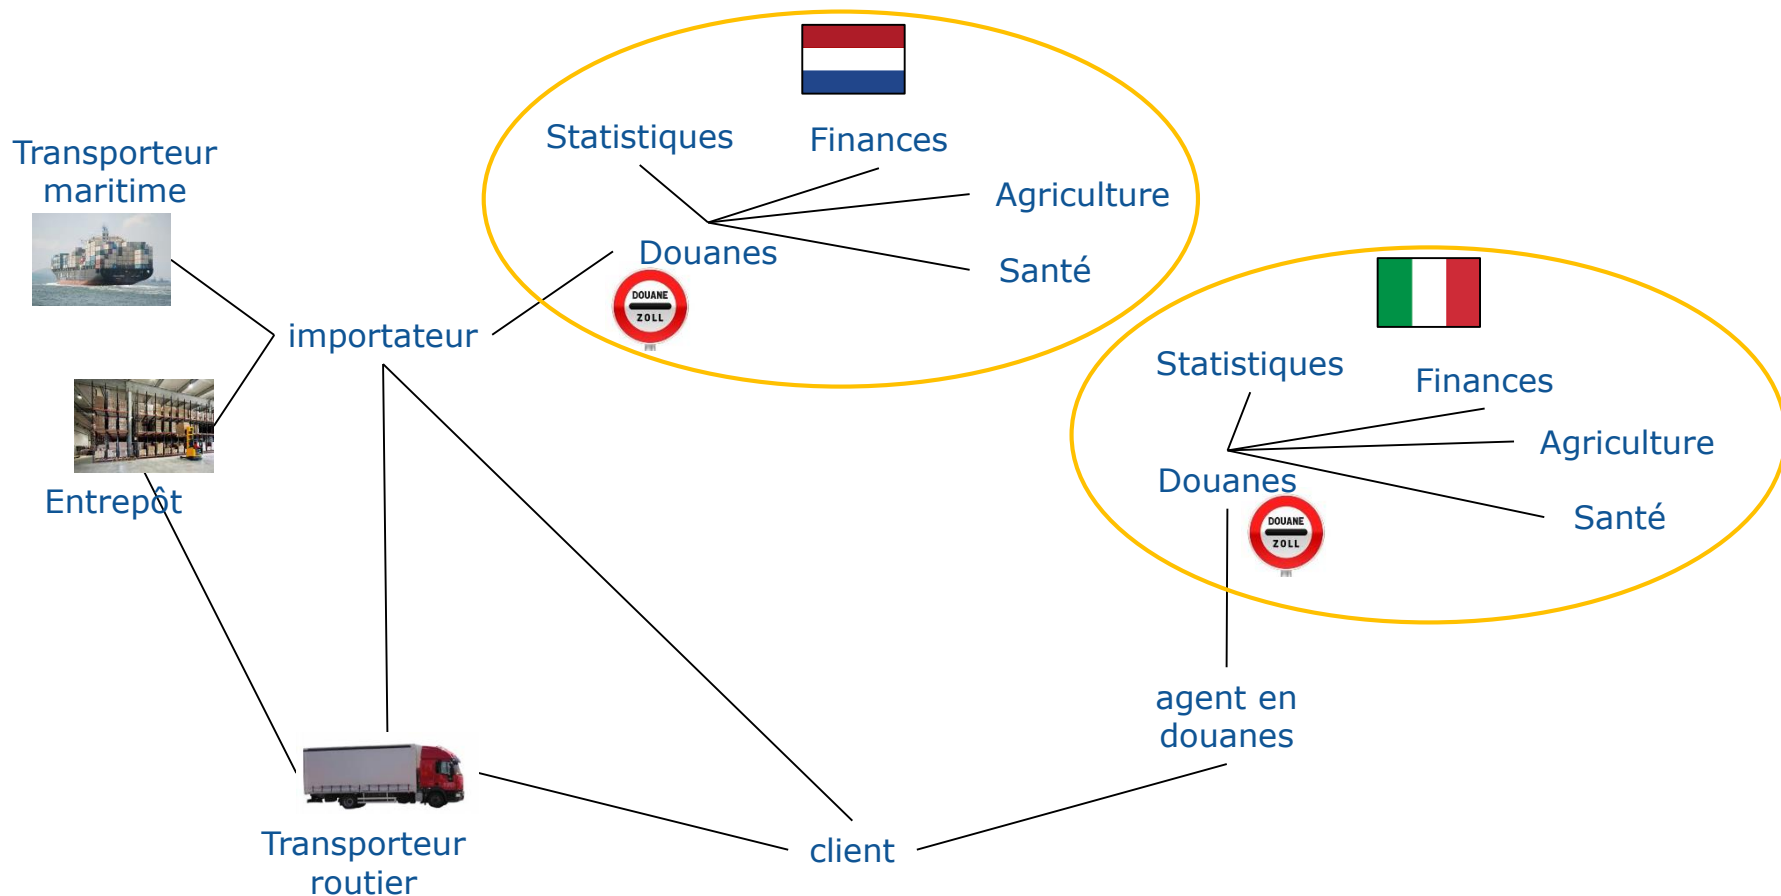 Statistiques
Finances
Transporteur
maritime
Agriculture
Douanes
Santé
DOUANE
ZOLL
importateur
Statistiques
Finances
Agriculture
Douanes
Santé
DOUANE
ZOLL
Entrepôt
agent en
douanes
Transporteur
routier
client